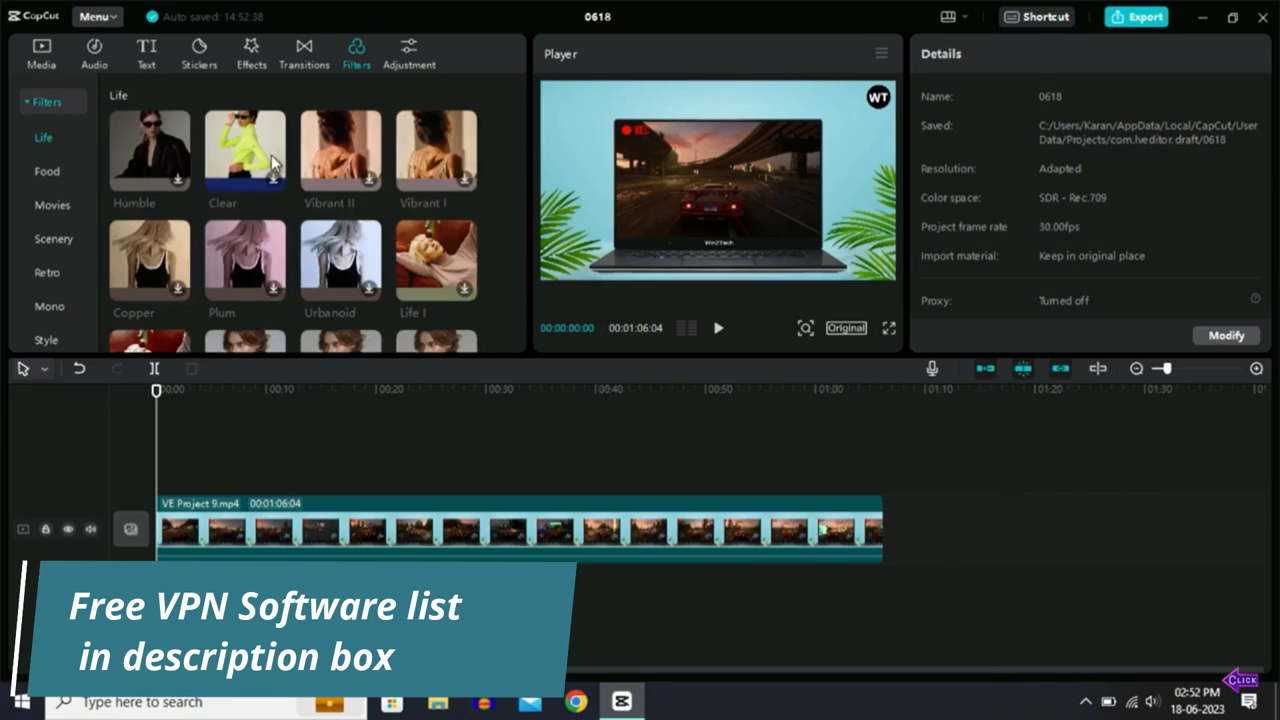 CapCut
Menu
Auto saved: 14:52:38
0618
Shortcut
Export
Media
Audio
TI
Text
Stickers
Effects
Transitions
Filters
Adjustment
Player
Details
Filters
Life
Food
Movies
Scenery
Retro
Mono
Style
Life
Humble
Clear
Vibrant II
Vibrant I
Copper
Plum
Urbanoid
Life I
WT
REC
Win2Tech
00:00:00:00
00:01:06:04
Original
Name: 0618
Saved: C:/Users/Karan/AppData/Local/CapCut/User
Data/Projects/com.lveditor.draft/0618
Resolution: Adapted
Color space: SDR - Rec.709
Project frame rate 30.00fps
Import material: Keep in original place
Proxy: Turned off
Modify
00:00
00:10
00:20
00:30
00:40
00:50
01:00
01:10
01:20
01:30
VE Project 9.mp4 00:01:06:04
Free VPN Software list
in description box
Type here to search
CLICK
02:52 PM
18-06-2023